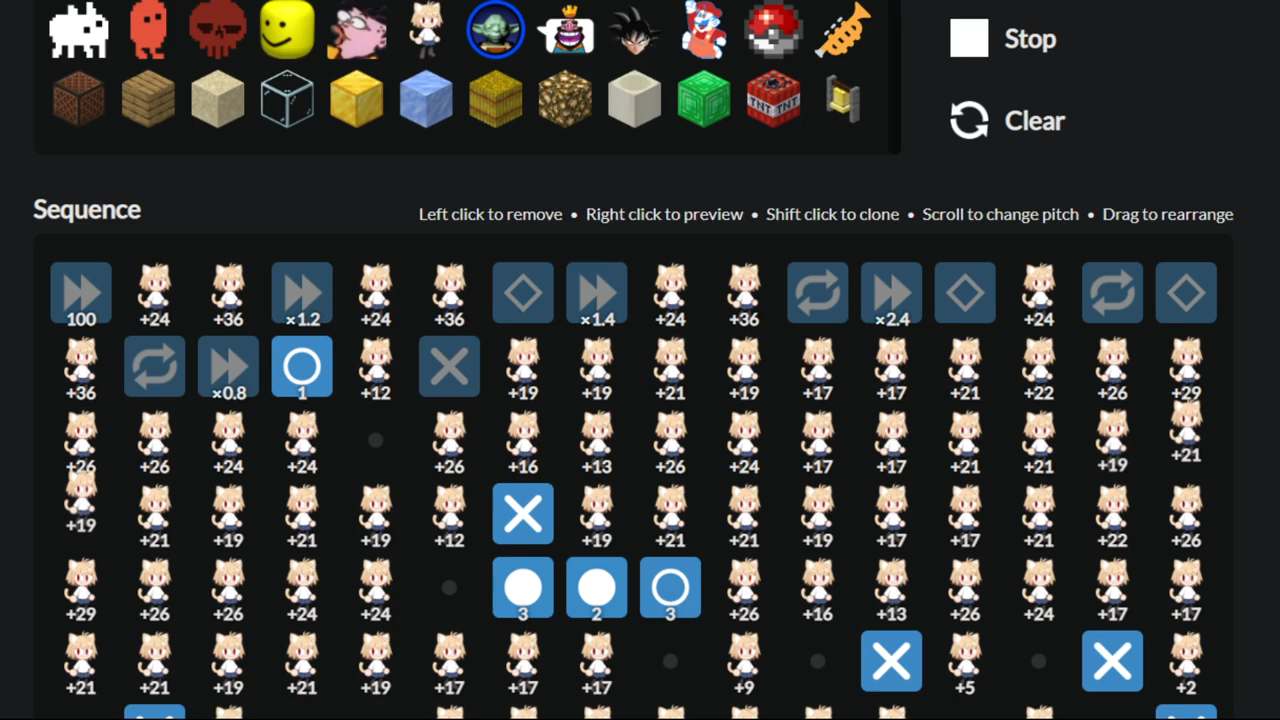 Stop
TNT TNT
Clear
Sequence
Left click to remove • Right click to preview • Shift click to clone • Scroll to change pitch • Drag to rearrange
100 +24 +36 ×1.2 +24 +36 ×1.4 +24 +36 ×2.4 +24
+36 ×0.8 1 +12 +19 +19 +21 +19 +17 +17 +21 +22 +26 +29
+26 +26 +24 +24 +26 +16 +13 +26 +24 +17 +17 +21 +21 +19 +21
+19 +21 +19 +21 +19 +12 +19 +21 +21 +19 +17 +17 +21 +22 +26
+29 +26 +26 +24 +24 3 2 3 +26 +16 +13 +26 +24 +17 +17
+21 +21 +19 +21 +19 +17 +17 +17 +9 +5 +2